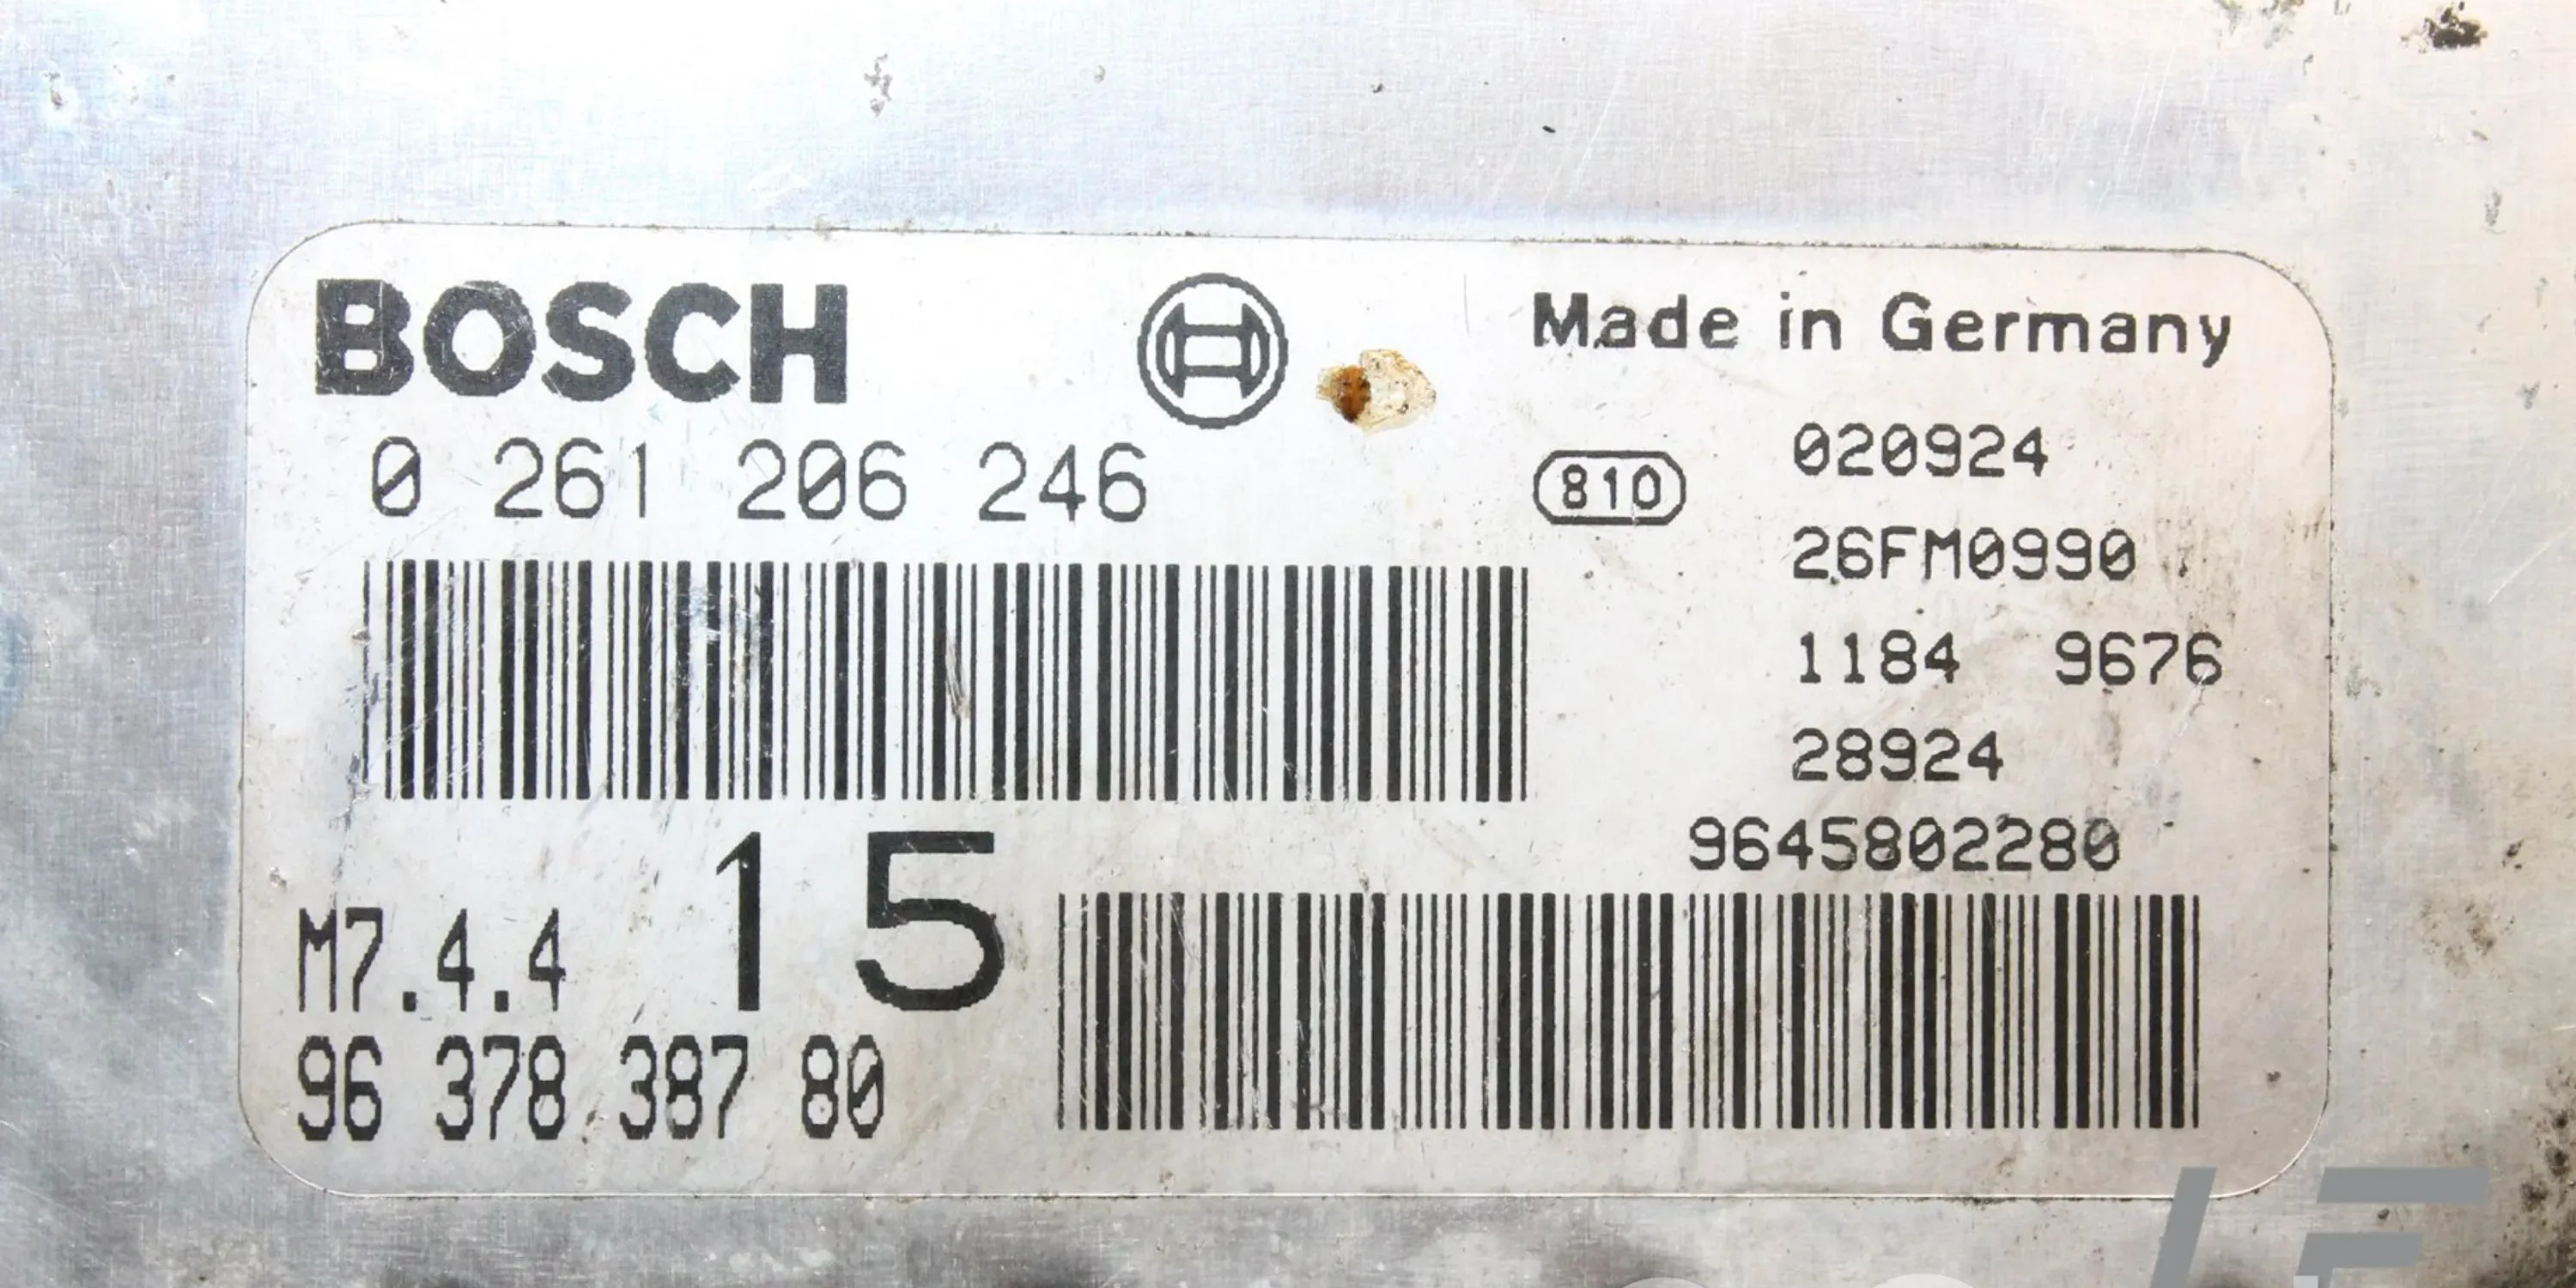 BOSCH
Made in Germany
0 261 206 246
810
020924
26FM0990
1184 9676
28924
9645802280
M7.4.4
15
96 378 387 80